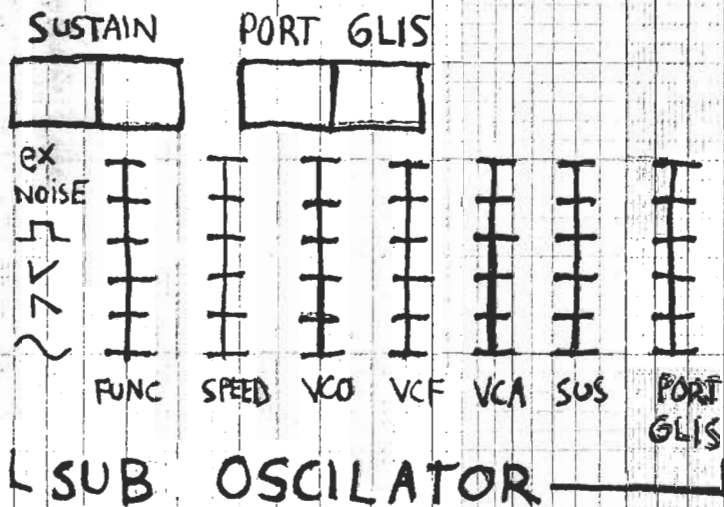 SUSTAIN PORT GLIS
ex
NOISE
FUNC SPEED VCO VCF VCA SUS PORT
GLIS
SUB OSCILATOR